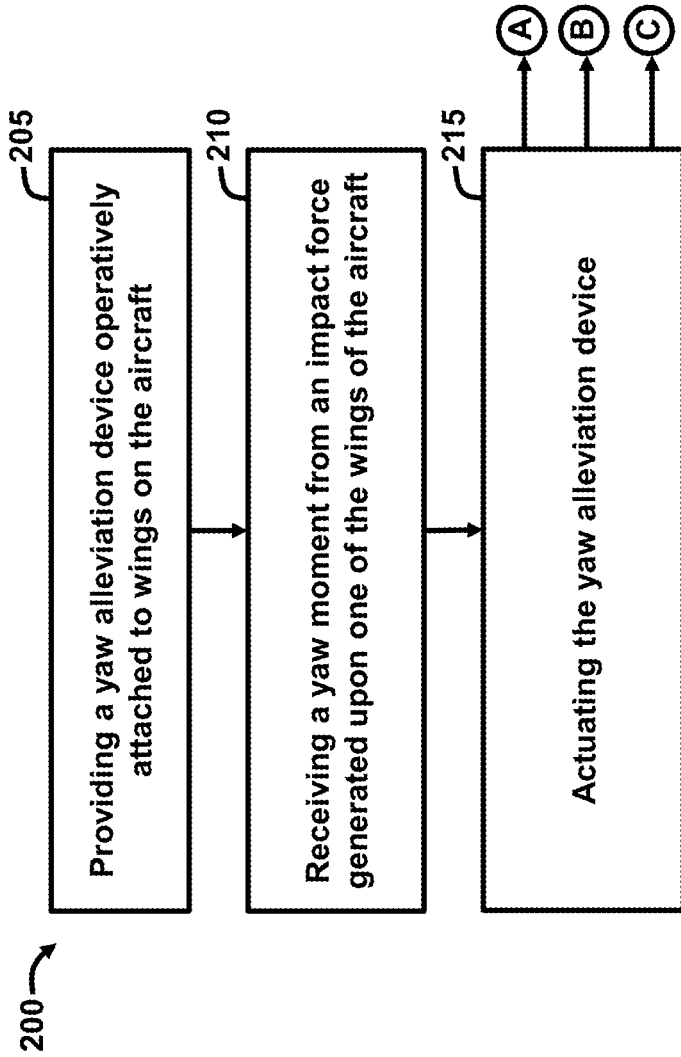 200
205
Providing a yaw alleviation device operatively
attached to wings on the aircraft
210
Receiving a yaw moment from an impact force
generated upon one of the wings of the aircraft
215
Actuating the yaw alleviation device
A
B
C